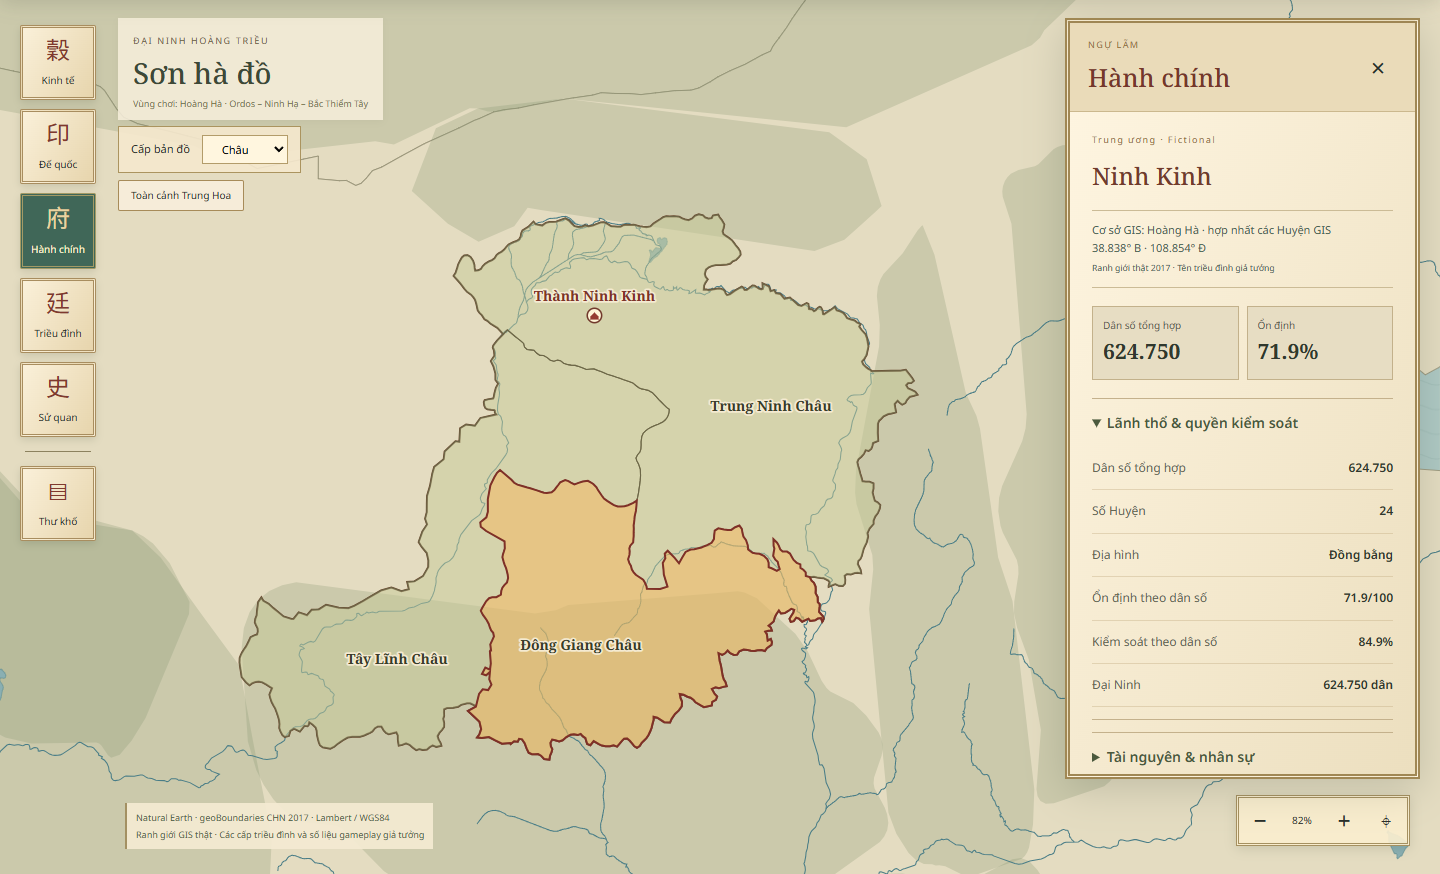 穀
Kinh tế
印
Đế quốc
府
Hành chính
廷
Triều đình
史
Sử quan
▤
Thư khố
ĐẠI NINH HOÀNG TRIỀU
Sơn hà đồ
Vùng chơi: Hoàng Hà · Ordos – Ninh Hạ – Bắc Thiểm Tây
Cấp bản đồ
Châu
Toàn cảnh Trung Hoa
Thành Ninh Kinh
Trung Ninh Châu
Đông Giang Châu
Tây Lĩnh Châu
Natural Earth · geoBoundaries CHN 2017 · Lambert / WGS84
Ranh giới GIS thật · Các cấp triều đình và số liệu gameplay giả tưởng
NGỰ LÃM
Hành chính
✕
Trung ương · Fictional
Ninh Kinh
Cơ sở GIS: Hoàng Hà · hợp nhất các Huyện GIS
38.838° B · 108.854° Đ
Ranh giới thật 2017 · Tên triều đình giả tưởng
Dân số tổng hợp
624.750
Ổn định
71.9%
▼ Lãnh thổ & quyền kiểm soát
Dân số tổng hợp 624.750
Số Huyện 24
Địa hình Đồng bằng
Ổn định theo dân số 71.9/100
Kiểm soát theo dân số 84.9%
Đại Ninh 624.750 dân
▶ Tài nguyên & nhân sự
− 82% + ⌖